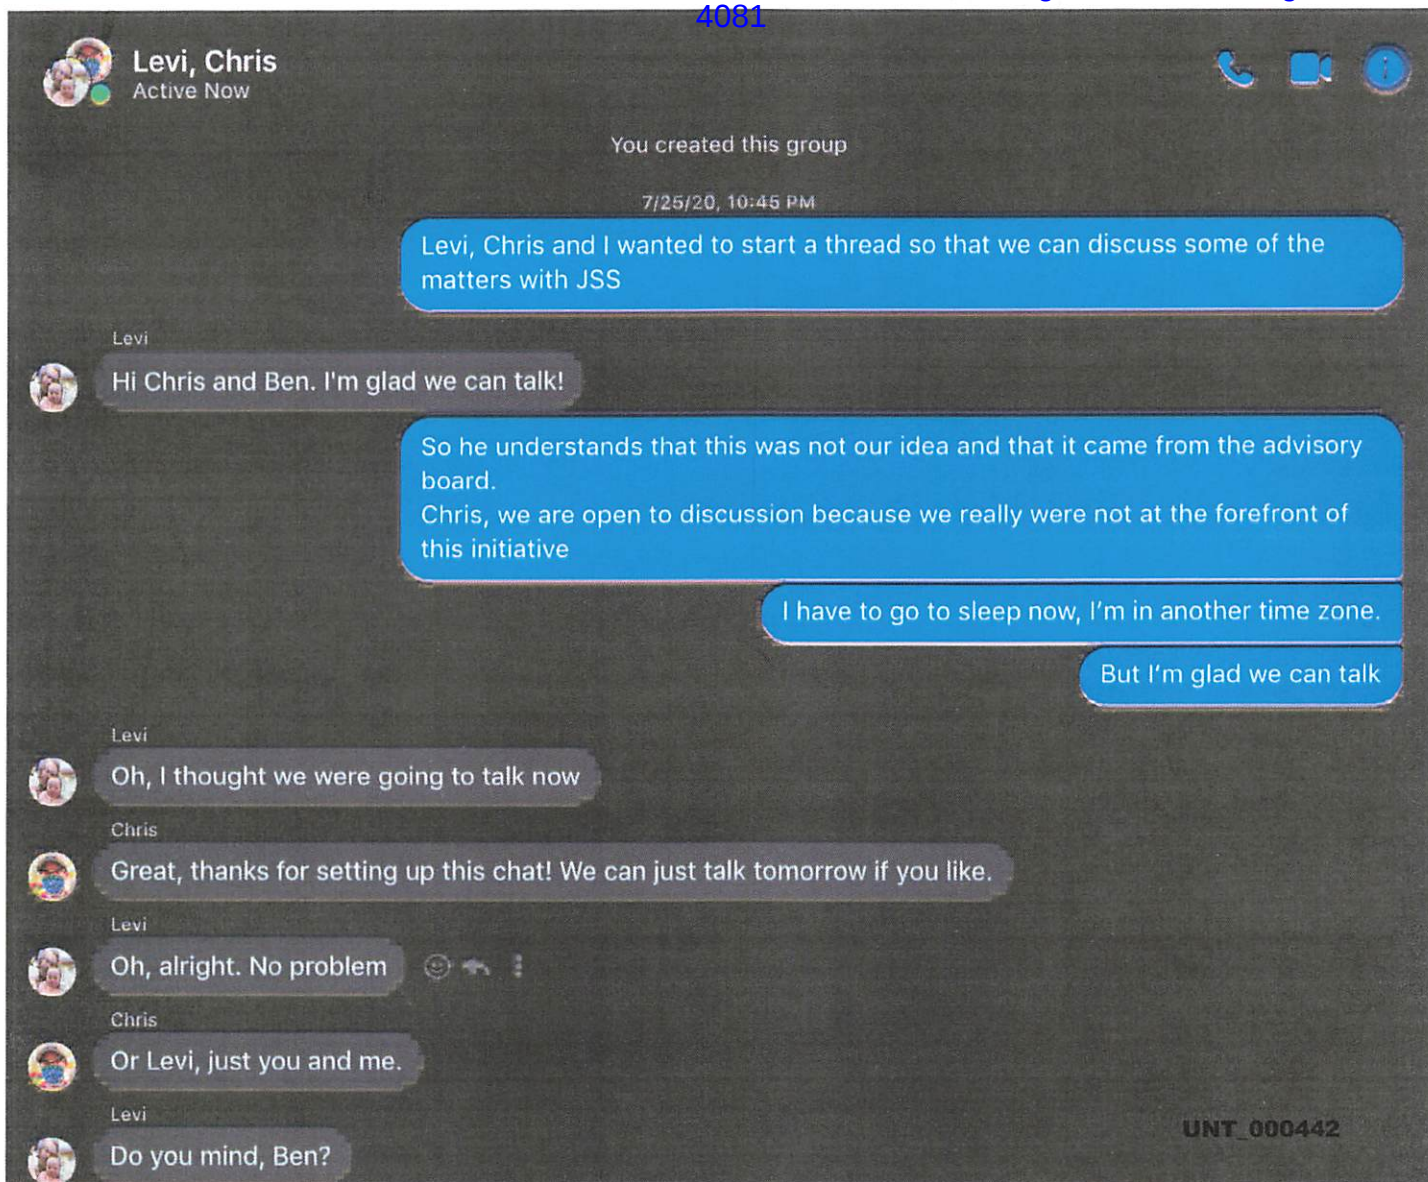 4081
Levi, Chris
Active Now
You created this group
7/25/20, 10:45 PM
Levi, Chris and I wanted to start a thread so that we can discuss some of the
matters with JSS
Levi
Hi Chris and Ben. I'm glad we can talk!
So he understands that this was not our idea and that it came from the advisory
board.
Chris, we are open to discussion because we really were not at the forefront of
this initiative
I have to go to sleep now, I'm in another time zone.
But I'm glad we can talk
Levi
Oh, I thought we were going to talk now
Chris
Great, thanks for setting up this chat! We can just talk tomorrow if you like.
Levi
Oh, alright. No problem
Chris
Or Levi, just you and me.
Levi
Do you mind, Ben?
UNT_000442